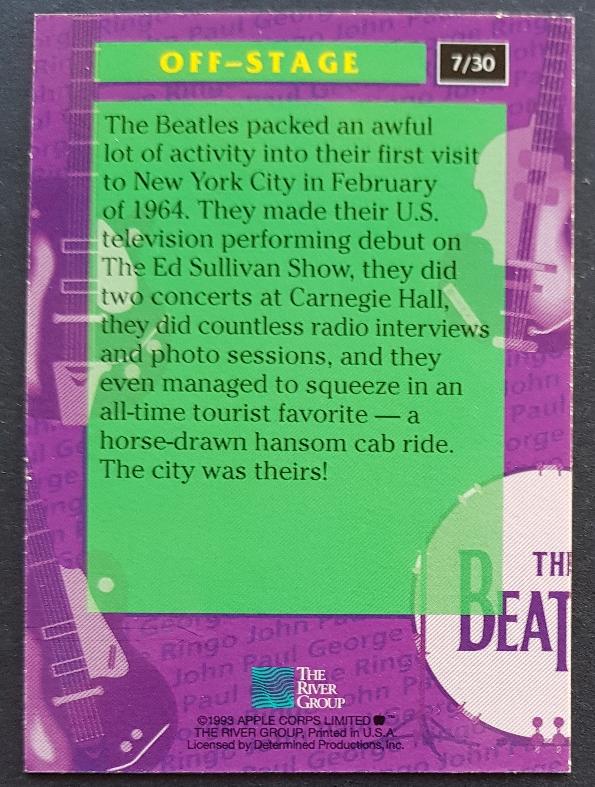 OFF-STAGE
7/30
The Beatles packed an awful
lot of activity into their first visit
to New York City in February
of 1964. They made their U.S.
television performing debut on
The Ed Sullivan Show, they did
two concerts at Carnegie Hall,
they did countless radio interviews
and photo sessions, and they
even managed to squeeze in an
all-time tourist favorite — a
horse-drawn hansom cab ride.
The city was theirs!
THE
BEAT
THE
RIVER
GROUP
©1993 APPLE CORPS LIMITED ™
THE RIVER GROUP, Printed in U.S.A.
Licensed by Determined Productions, Inc.